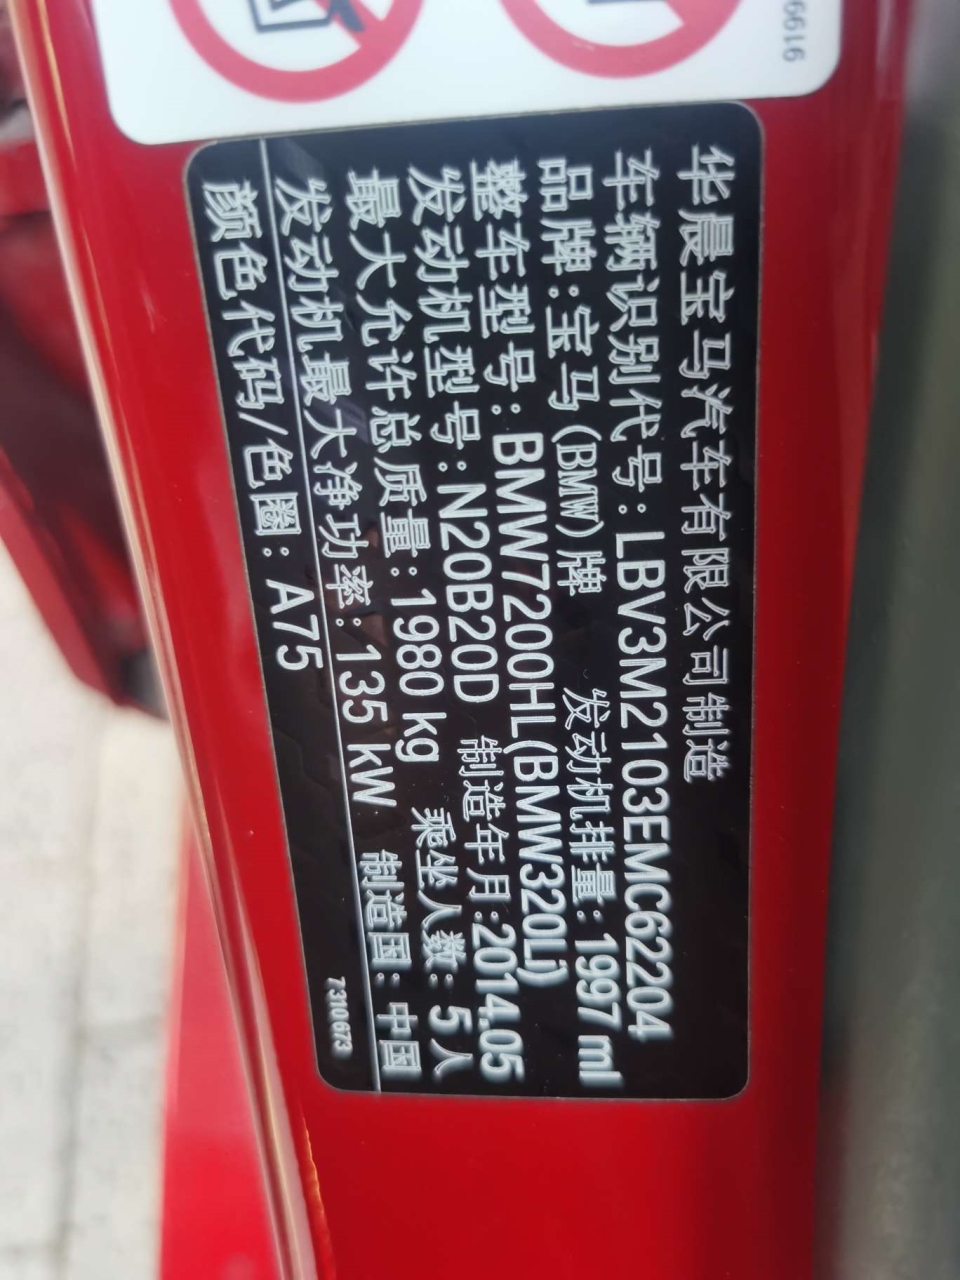 华晨宝马汽车有限公司制造
车辆识别代号：LBV3M2103EMC62204
品牌：宝马(BMW)牌 发动机排量：1997 ml
整车型号：BMW7200HL(BMW320Li)
发动机型号：N20B20D 制造年月：2014.05
最大允许总质量：1980 kg 乘坐人数：5人
发动机最大净功率：135 kW 制造国：中国
颜色代码/色圈：A75
7310673